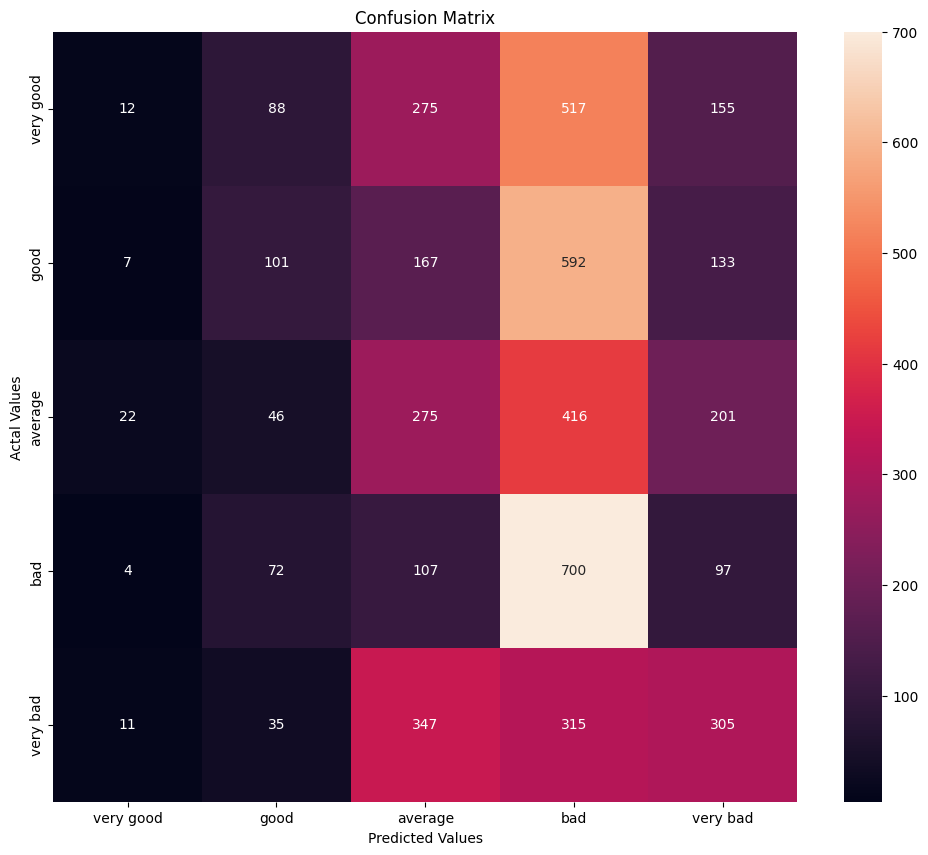 Confusion Matrix
very good 12 88 275 517 155
good 7 101 167 592 133
average 22 46 275 416 201
bad 4 72 107 700 97
very bad 11 35 347 315 305
Actal Values
very good good average bad very bad
Predicted Values
700
600
500
400
300
200
100